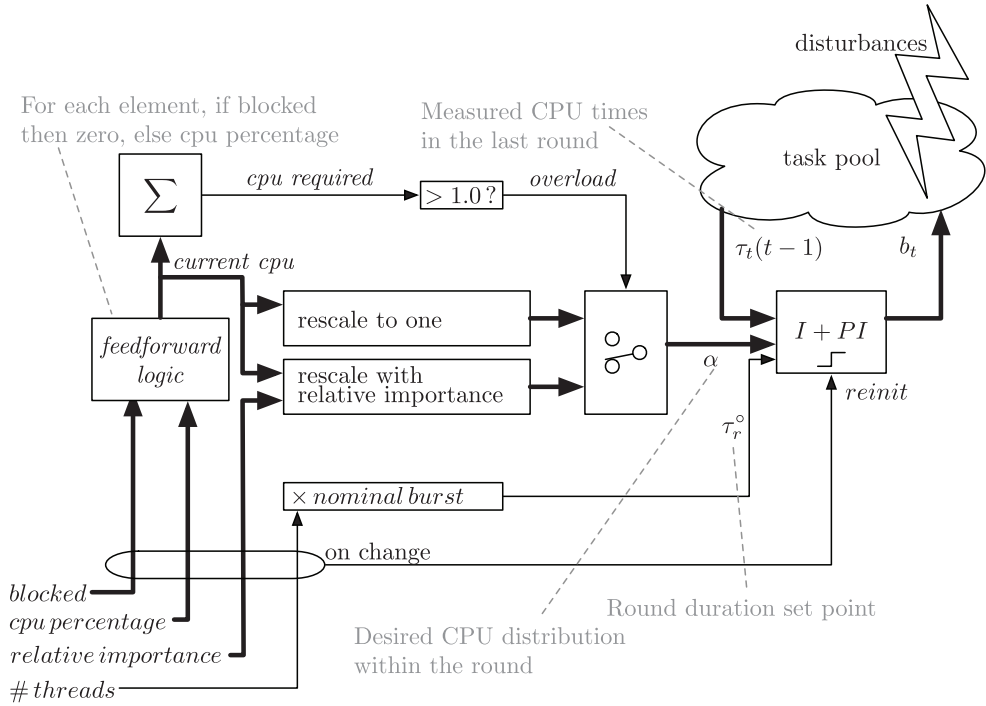 disturbances
For each element, if blocked
then zero, else cpu percentage
Measured CPU times
in the last round
task pool
∑
cpu required
> 1.0 ?
overload
current cpu
τₜ(t − 1)
bₜ
feedforward
logic
rescale to one
rescale with
relative importance
α
I + PI
reinit
τᵣ°
× nominal burst
on change
blocked
cpu percentage
relative importance
# threads
Round duration set point
Desired CPU distribution
within the round